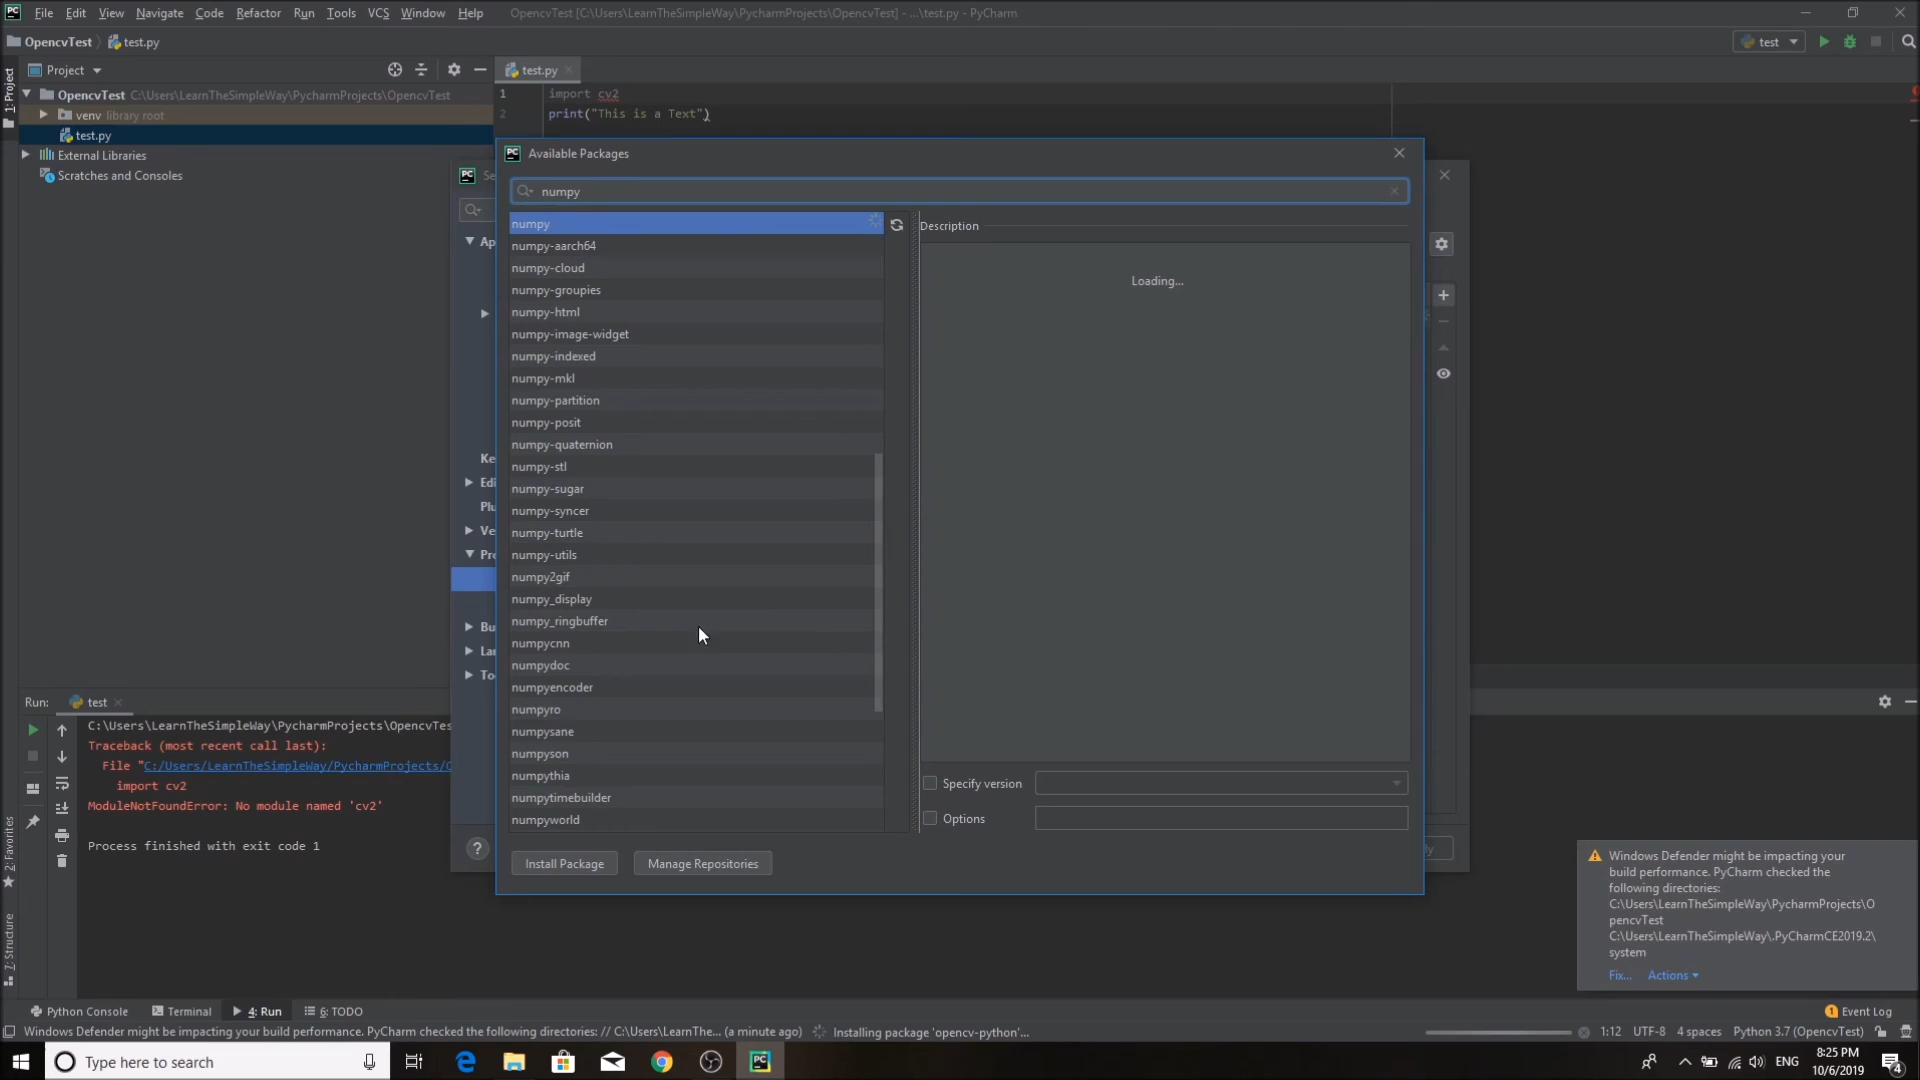 File Edit View Navigate Code Refactor Run Tools VCS Window Help OpencvTest [C:\Users\LearnTheSimpleWay\PycharmProjects\OpencvTest] - ...\test.py - PyCharm
OpencvTest test.py
test
Project
test.py
1: Project
OpencvTest C:\Users\LearnTheSimpleWay\PycharmProjects\OpencvTest
venv library root
test.py
External Libraries
Scratches and Consoles
1 import cv2
2 print("This is a Text")
Available Packages
numpy
numpy
numpy-aarch64
numpy-cloud
numpy-groupies
numpy-html
numpy-image-widget
numpy-indexed
numpy-mkl
numpy-partition
numpy-posit
numpy-quaternion
numpy-stl
numpy-sugar
numpy-syncer
numpy-turtle
numpy-utils
numpy2gif
numpy_display
numpy_ringbuffer
numpycnn
numpydoc
numpyencoder
numpyro
numpysane
numpyson
numpythia
numpytimebuilder
numpyworld
Description
Loading...
Specify version
Options
Install Package
Manage Repositories
Run: test
C:\Users\LearnTheSimpleWay\PycharmProjects\OpencvTes
Traceback (most recent call last):
File "C:/Users/LearnTheSimpleWay/PycharmProjects/
import cv2
ModuleNotFoundError: No module named 'cv2'
Process finished with exit code 1
2: Favorites
7: Structure
Windows Defender might be impacting your
build performance. PyCharm checked the
following directories:
C:\Users\LearnTheSimpleWay\PycharmProjects\O
pencvTest
C:\Users\LearnTheSimpleWay\.PyCharmCE2019.2\
system
Fix... Actions
Python Console Terminal 4: Run 6: TODO
1 Event Log
Windows Defender might be impacting your build performance. PyCharm checked the following directories: // C:\Users\LearnThe... (a minute ago) Installing package 'opencv-python'...
1:12 UTF-8 4 spaces Python 3.7 (OpencvTest)
Type here to search
ENG
8:25 PM
10/6/2019
4